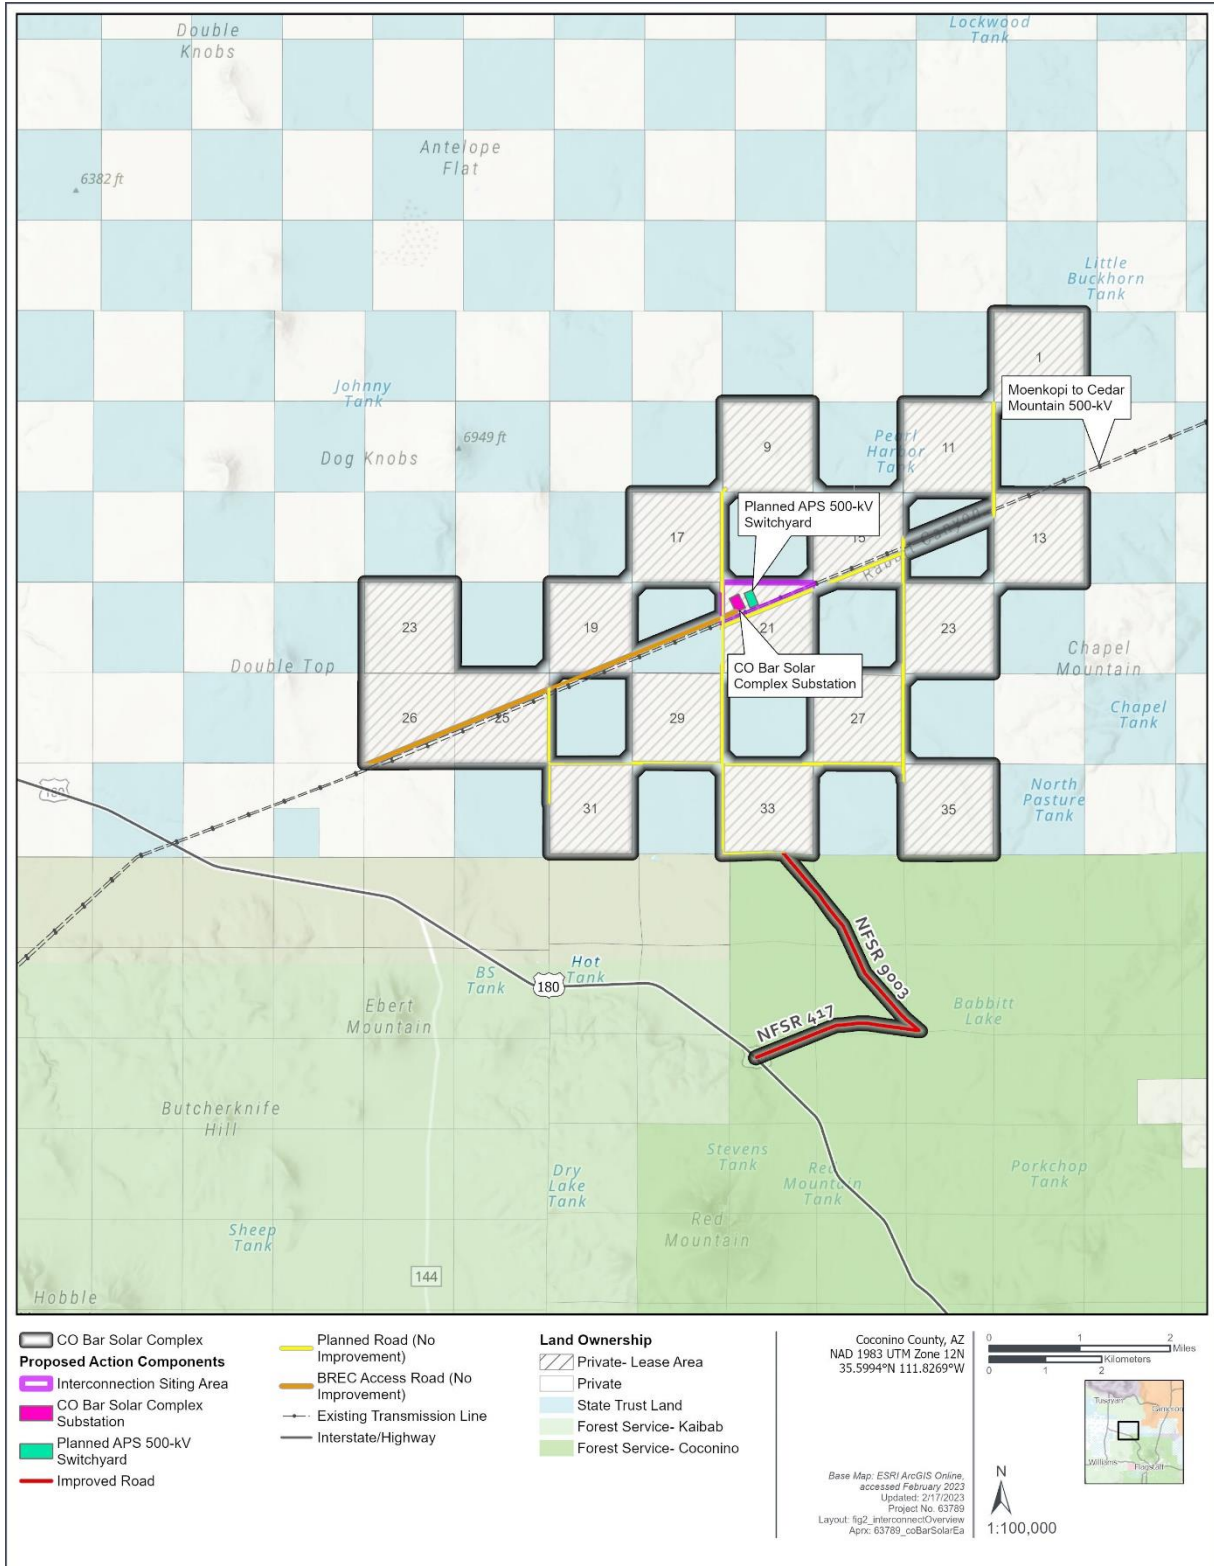 Double
Knobs
Lockwood
Tank
Antelope
Flat
6382 ft
Little
Buckhorn
Tank
1
Johnny
Tank
Moenkopi to Cedar
Mountain 500-kV
6949 ft
Dog Knobs
9
Pearl
Harbor
Tank
11
Planned APS 500-kV
Switchyard
17
15
13
Rabbit Canyon
23
19
21
23
Double Top
CO Bar Solar
Complex Substation
Chapel
Mountain
26
25
29
27
Chapel
Tank
180
31
33
35
North
Pasture
Tank
NFSR 9003
BS
Tank
Hot
Tank
180
Ebert
Mountain
NFSR 417
Babbitt
Lake
Butcherknife
Hill
Stevens
Tank
Red
Mountain
Tank
Porkchop
Tank
Dry
Lake
Tank
Sheep
Tank
Red
Mountain
144
Hobble
CO Bar Solar Complex
Proposed Action Components
Interconnection Siting Area
CO Bar Solar Complex
Substation
Planned APS 500-kV
Switchyard
Improved Road
Planned Road (No
Improvement)
BREC Access Road (No
Improvement)
Existing Transmission Line
Interstate/Highway
Land Ownership
Private- Lease Area
Private
State Trust Land
Forest Service- Kaibab
Forest Service- Coconino
Coconino County, AZ
NAD 1983 UTM Zone 12N
35.5994°N 111.8269°W
Base Map: ESRI ArcGIS Online,
accessed February 2023
Updated: 2/17/2023
Project No. 63789
Layout: fig2_interconnectOverview
Aprx: 63789_coBarSolarEa
0 1 2
Miles
Kilometers
0 1 2
Tusayan
Cameron
Williams
Flagstaff
N
1:100,000